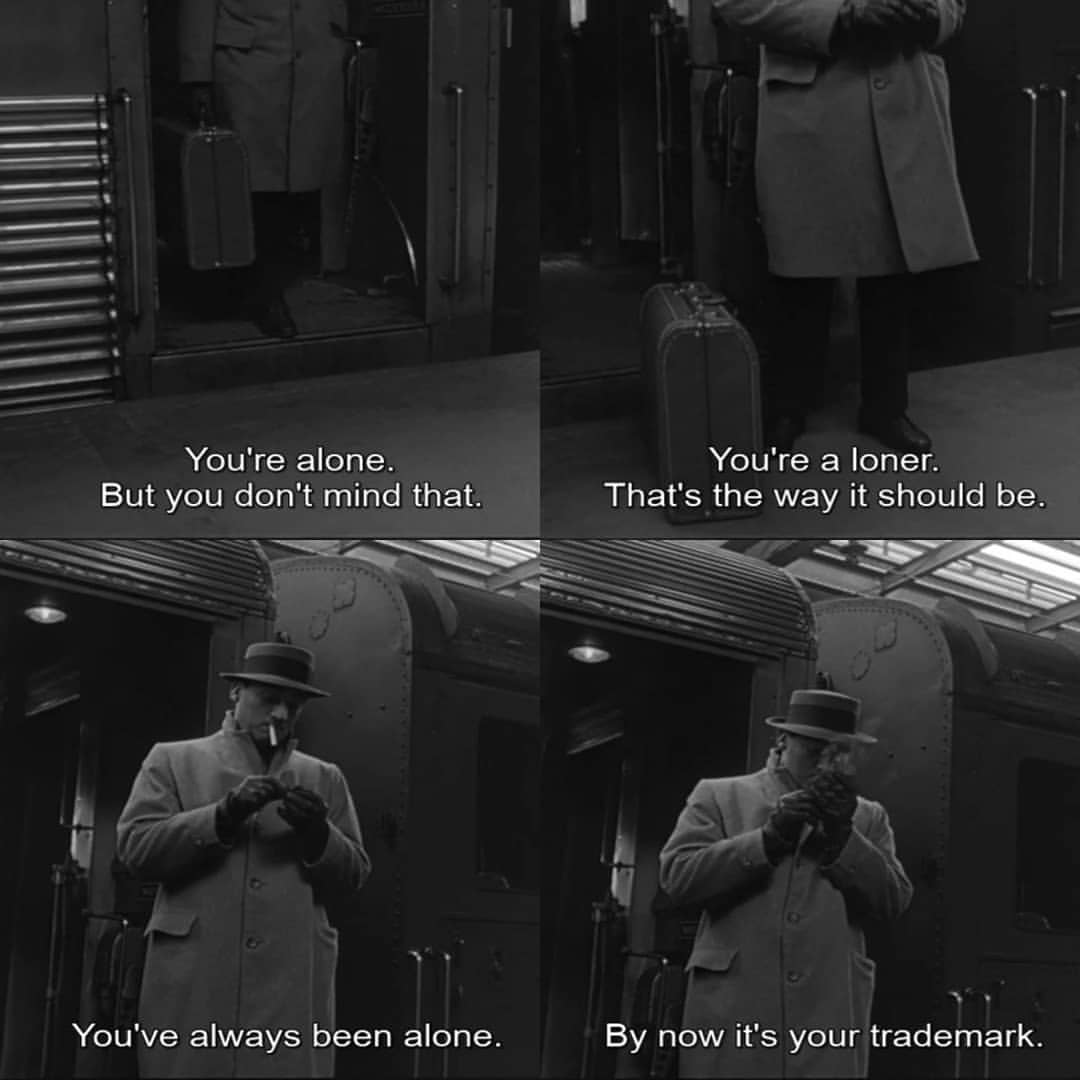 You're alone.
But you don't mind that.
You're a loner.
That's the way it should be.
You've always been alone.
By now it's your trademark.